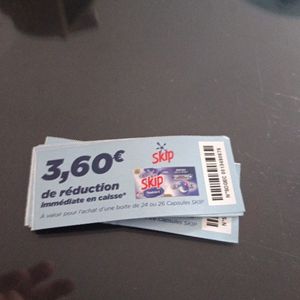 3,60€
de réduction
immédiate en caisse*
A valoir pour l'achat d'une boîte de 24 ou 26 Capsules SKIP
Skip
Skip